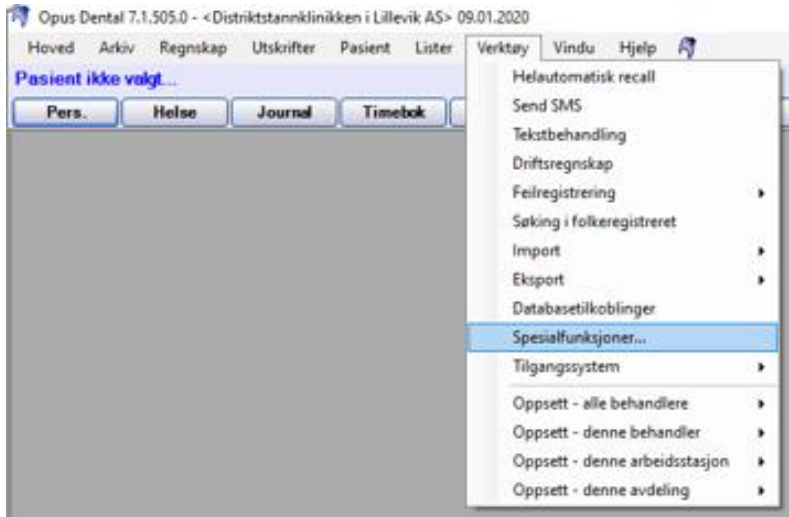 Opus Dental 7.1.505.0 - <Distriktstannklinikken i Lillevik AS> 09.01.2020
Hoved Arkiv Regnskap Utskrifter Pasient Lister Verktøy Vindu Hjelp
Pasient ikke valgt...
Pers. Helse Journal Timebok
Helautomatisk recall
Send SMS
Tekstbehandling
Driftsregnskap
Feilregistrering
Søking i folkeregistreret
Import
Eksport
Databasetilkoblinger
Spesialfunksjoner...
Tilgangssystem
Oppsett - alle behandlere
Oppsett - denne behandler
Oppsett - denne arbeidsstasjon
Oppsett - denne avdeling